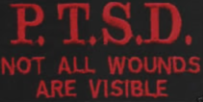 P.T.S.D.
NOT ALL WOUNDS
ARE VISIBLE